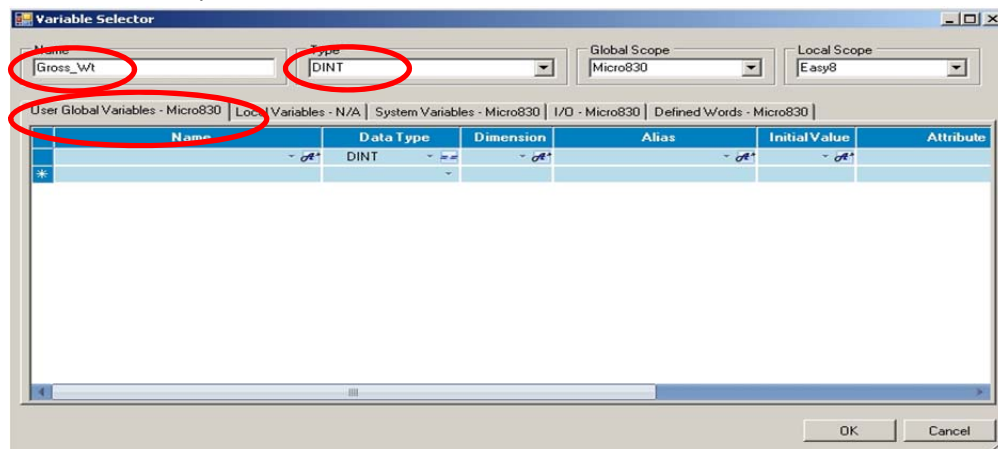 Variable Selector
Name Type Global Scope Local Scope
Gross_Wt DINT Micro830 Easy8
User Global Variables - Micro830 Local Variables - N/A System Variables - Micro830 I/O - Micro830 Defined Words - Micro830
Name Data Type Dimension Alias Initial Value Attribute
DINT
OK Cancel